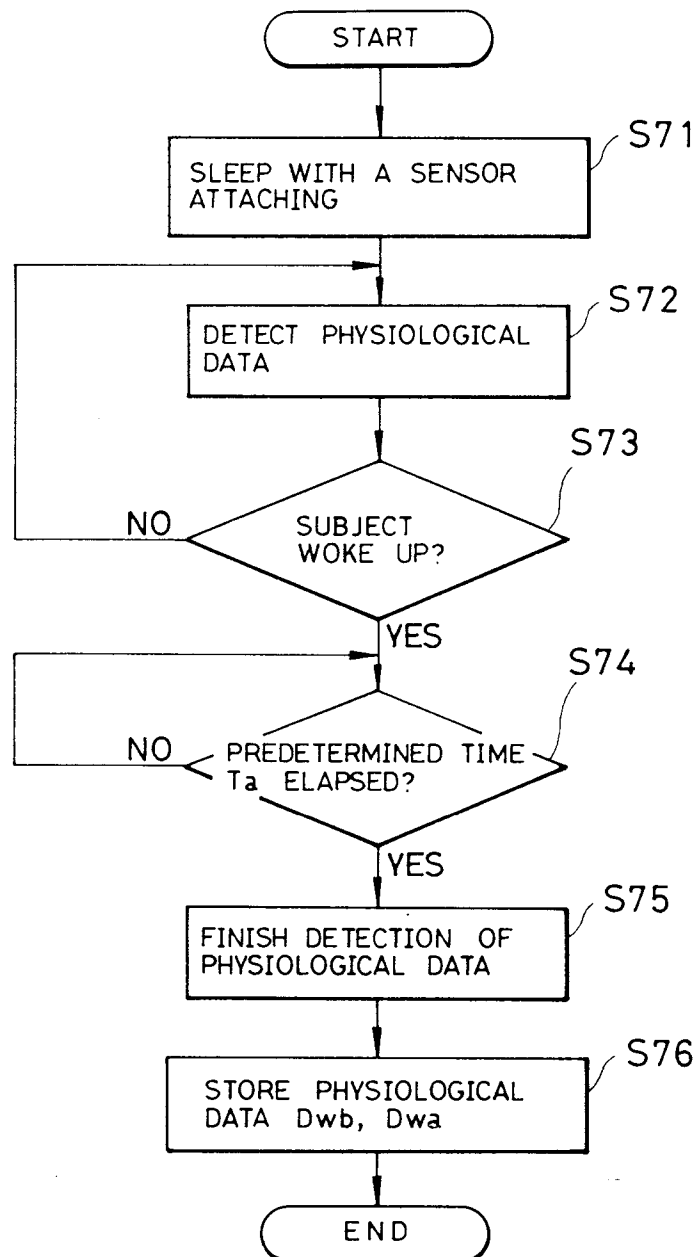 START
S71
SLEEP WITH A SENSOR
ATTACHING
S72
DETECT PHYSIOLOGICAL
DATA
S73
SUBJECT
WOKE UP?
NO
YES
S74
PREDETERMINED TIME
Ta ELAPSED?
NO
YES
S75
FINISH DETECTION OF
PHYSIOLOGICAL DATA
S76
STORE PHYSIOLOGICAL
DATA Dwb, Dwa
END